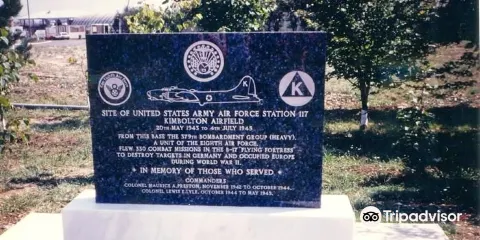 SITE OF UNITED STATES ARMY AIR FORCE STATION 117
KIMBOLTON AIRFIELD
20TH MAY 1943 TO 4TH JULY 1945
FROM THIS BASE THE 379TH BOMBARDMENT GROUP (HEAVY),
A UNIT OF THE EIGHTH AIR FORCE,
FLEW 330 COMBAT MISSIONS IN THE B-17 "FLYING FORTRESS"
TO DESTROY TARGETS IN GERMANY AND OCCUPIED EUROPE
DURING WORLD WAR II.
★ IN MEMORY OF THOSE WHO SERVED ★
COMMANDERS:
COLONEL MAURICE A. PRESTON, NOVEMBER 1942 TO OCTOBER 1944
COLONEL LEWIS E. LYLE, OCTOBER 1944 TO MAY 1945
K
Tripadvisor